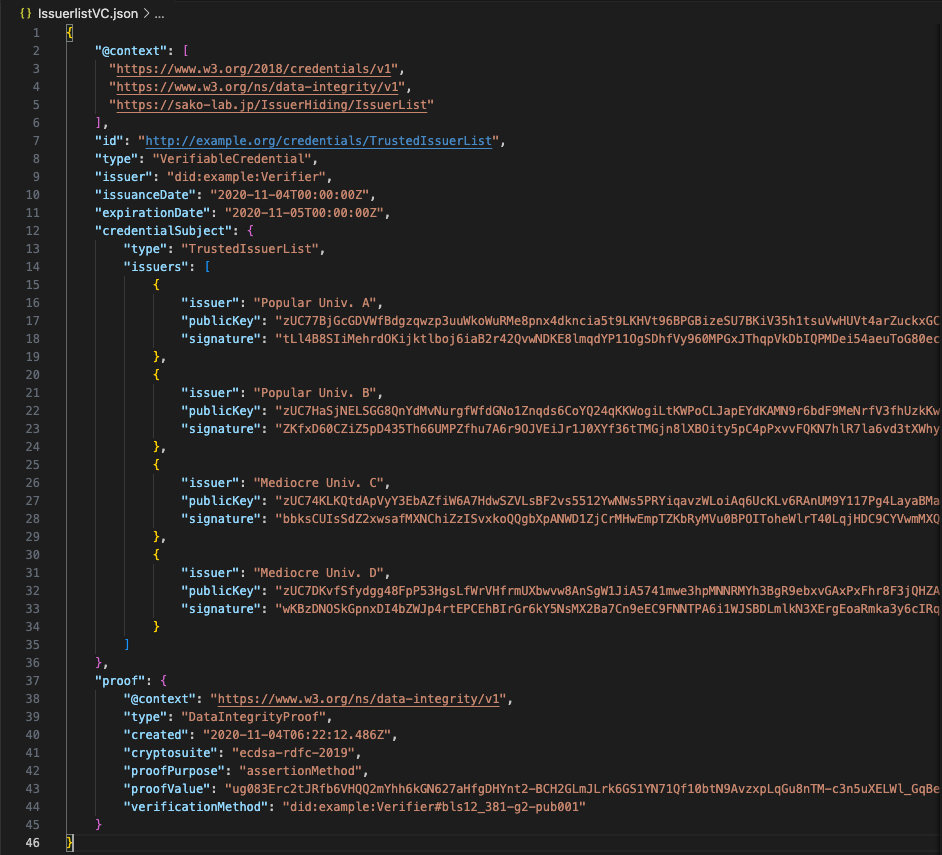 {} IssuerlistVC.json > ...
1 {
2 "@context": [
3 "https://www.w3.org/2018/credentials/v1",
4 "https://www.w3.org/ns/data-integrity/v1",
5 "https://sako-lab.jp/IssuerHiding/IssuerList"
6 ],
7 "id": "http://example.org/credentials/TrustedIssuerList",
8 "type": "VerifiableCredential",
9 "issuer": "did:example:Verifier",
10 "issuanceDate": "2020-11-04T00:00:00Z",
11 "expirationDate": "2020-11-05T00:00:00Z",
12 "credentialSubject": {
13 "type": "TrustedIssuerList",
14 "issuers": [
15 {
16 "issuer": "Popular Univ. A",
17 "publicKey": "zUC77BjGcGDVWfBdgzqwzp3uuWkoWuRMe8pnx4dkncia5t9LKHVt96BPGBizeSU7BKiV35h1tsuVwHUVt4arZuckxGC
18 "signature": "tLl4B8SIiMehrdOKijktlboj6iaB2r42QvwNDKE8lmqdYP11OgSDhfVy960MPGxJThqpVkDbIQPMDei54aeuToG80ec
19 },
20 {
21 "issuer": "Popular Univ. B",
22 "publicKey": "zUC7HaSjNELSGG8QnYdMvNurgfWfdGNo1Znqds6CoYQ24qKKWogiLtKWPoCLJapEYdKAMN9r6bdF9MeNrfV3fhUzkKw
23 "signature": "ZKfxD60CZiZ5pD435Th66UMPZfhu7A6r9OJVEiJr1J0XYf36tTMGjn8lXBOity5pC4pPxvvFQKN7hlR7la6vd3tXWhy
24 },
25 {
26 "issuer": "Mediocre Univ. C",
27 "publicKey": "zUC74KLKQtdApVyY3EbAZfiW6A7HdwSZVLsBF2vs5512YwNWs5PRYiqavzWLoiAq6UcKLv6RAnUM9Y117Pg4LayaBMa
28 "signature": "bbksCUIsSdZ2xwsafMXNChiZzISvxkoQQgbXpANWD1ZjCrMHwEmpTZKbRyMVu0BPOIToheWlrT40LqjHDC9CYVwmMXQ
29 },
30 {
31 "issuer": "Mediocre Univ. D",
32 "publicKey": "zUC7DKvfSfydgg48FpP53HgsLfWrVHfrmUXbwvw8AnSgW1JiA5741mwe3hpMNNRMYh3BgR9ebxvGAxPxFhr8F3jQHZA
33 "signature": "wKBzDNOSkGpnxDI4bZWJp4rtEPCEhBIrGr6kY5NsMX2Ba7Cn9eEC9FNNTPA6i1WJSBDLmlkN3XErgEoaRmka3y6cIRq
34 }
35 ]
36 },
37 "proof": {
38 "@context": "https://www.w3.org/ns/data-integrity/v1",
39 "type": "DataIntegrityProof",
40 "created": "2020-11-04T06:22:12.486Z",
41 "cryptosuite": "ecdsa-rdfc-2019",
42 "proofPurpose": "assertionMethod",
43 "proofValue": "ug083Erc2tJRfb6VHQQ2mYhh6kGN627aHfgDHYnt2-BCH2GLmJLrk6GS1YN71Qf10btN9AvzxpLqGu8nTM-c3n5uXELWl_GqBe
44 "verificationMethod": "did:example:Verifier#bls12_381-g2-pub001"
45 }
46 }